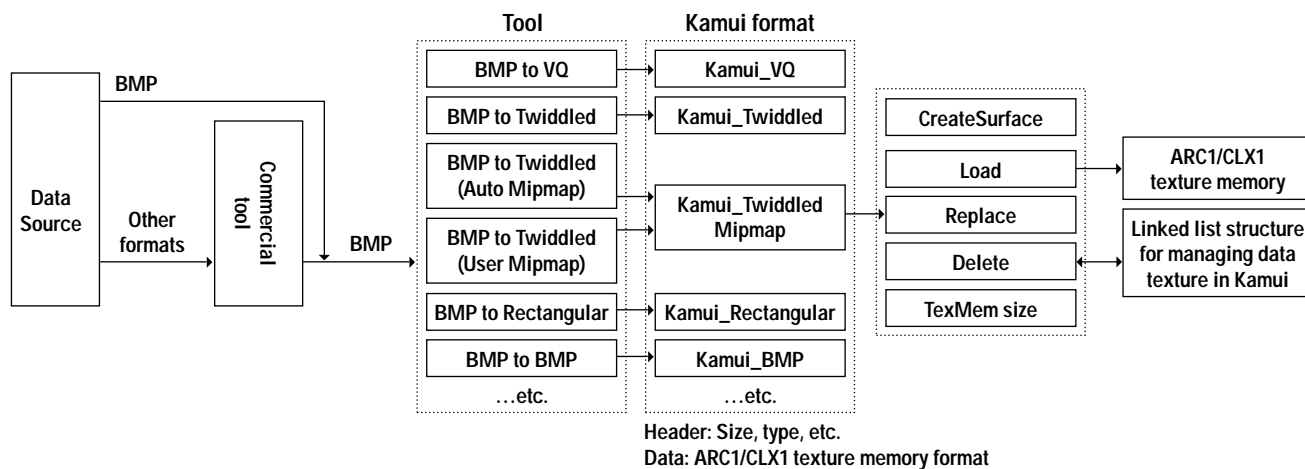 Tool
Kamui format
BMP
Data
Source
Other
formats
Commercial
tool
BMP
BMP to VQ
BMP to Twiddled
BMP to Twiddled
(Auto Mipmap)
BMP to Twiddled
(User Mipmap)
BMP to Rectangular
BMP to BMP
…etc.
Kamui_VQ
Kamui_Twiddled
Kamui_Twiddled
Mipmap
Kamui_Rectangular
Kamui_BMP
…etc.
Header: Size, type, etc.
Data: ARC1/CLX1 texture memory format
CreateSurface
Load
Replace
Delete
TexMem size
ARC1/CLX1
texture memory
Linked list structure
for managing data
texture in Kamui